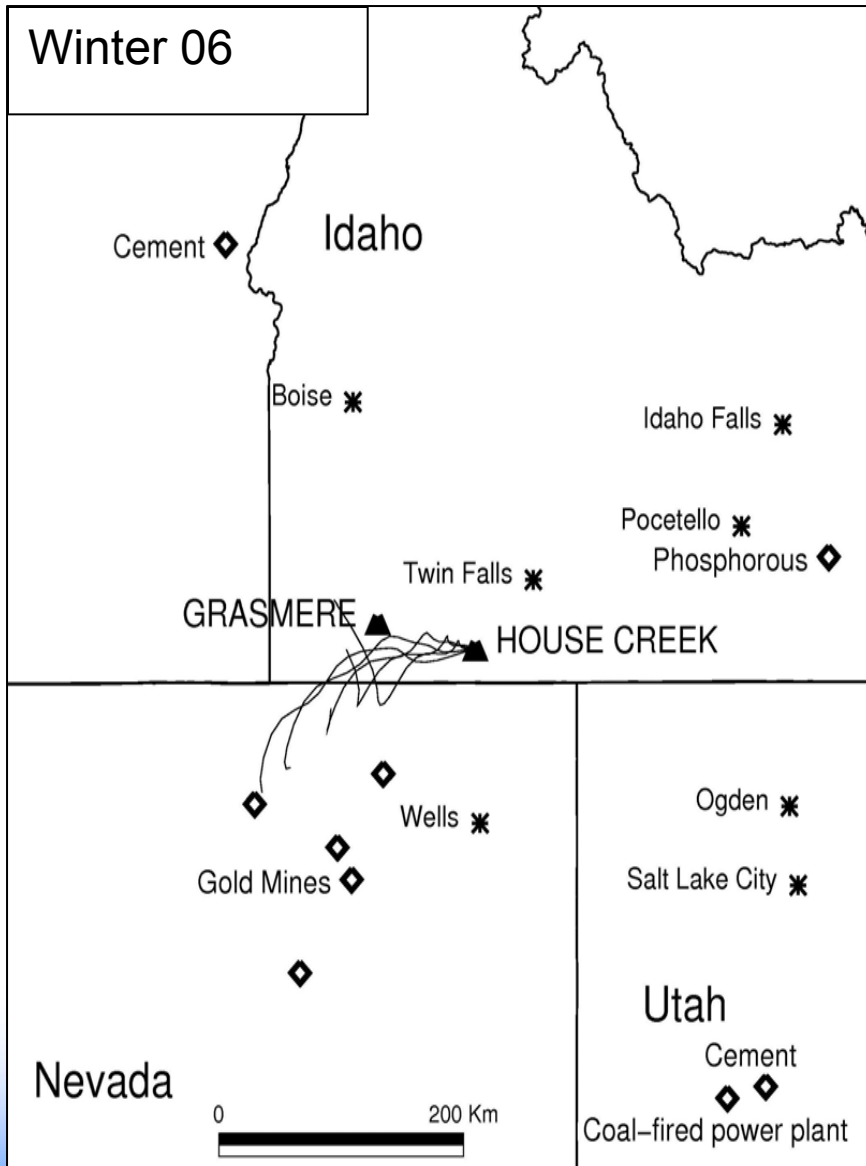 Winter 06
Idaho
Cement
Boise
Idaho Falls
Pocetello
Phosphorous
Twin Falls
GRASMERE
HOUSE CREEK
Wells
Ogden
Gold Mines
Salt Lake City
Utah
Cement
Nevada
0 200 Km
Coal-fired power plant